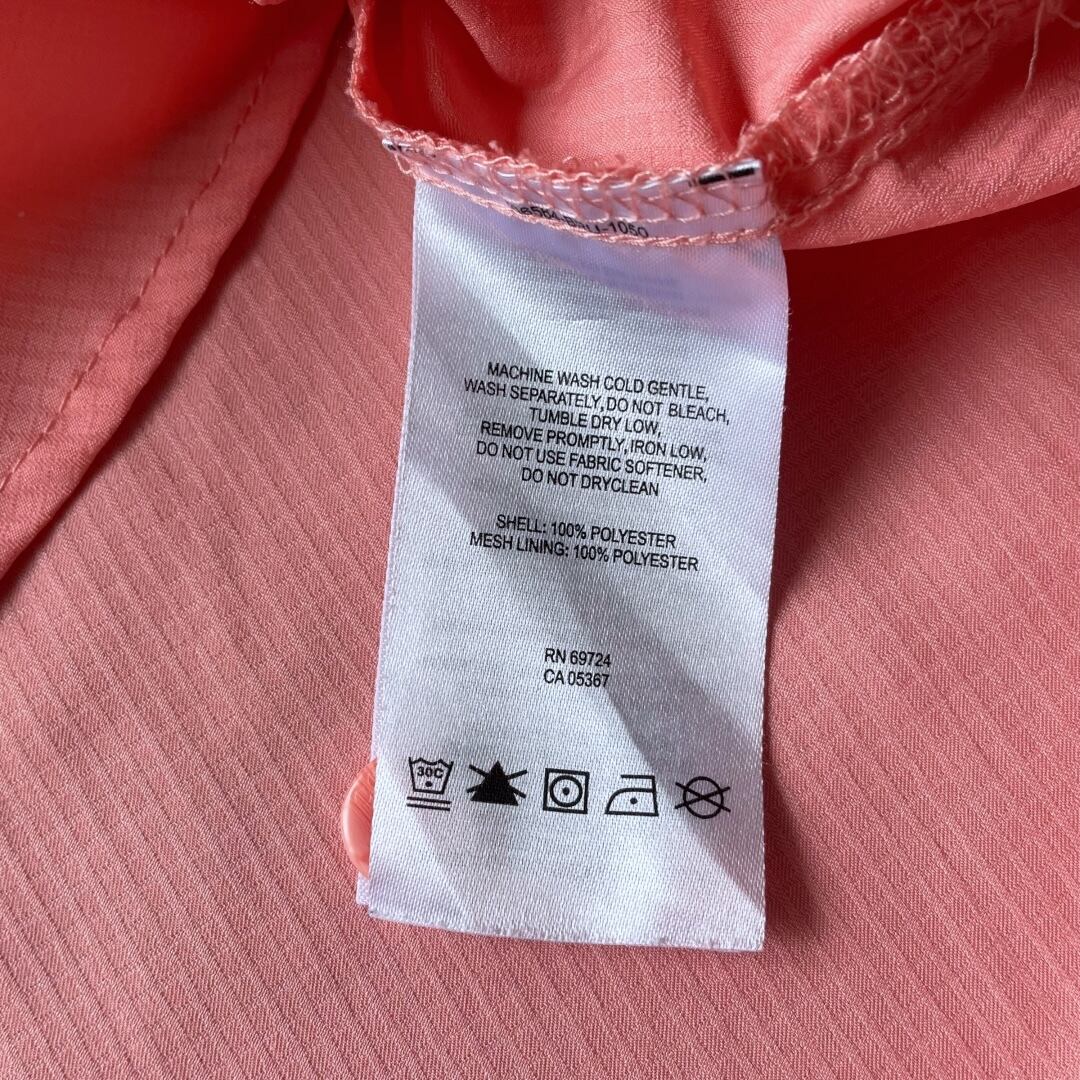 MACHINE WASH COLD GENTLE,
WASH SEPARATELY, DO NOT BLEACH,
TUMBLE DRY LOW,
REMOVE PROMPTLY, IRON LOW,
DO NOT USE FABRIC SOFTENER,
DO NOT DRYCLEAN
SHELL: 100% POLYESTER
MESH LINING: 100% POLYESTER
RN 69724
CA 05367
30C